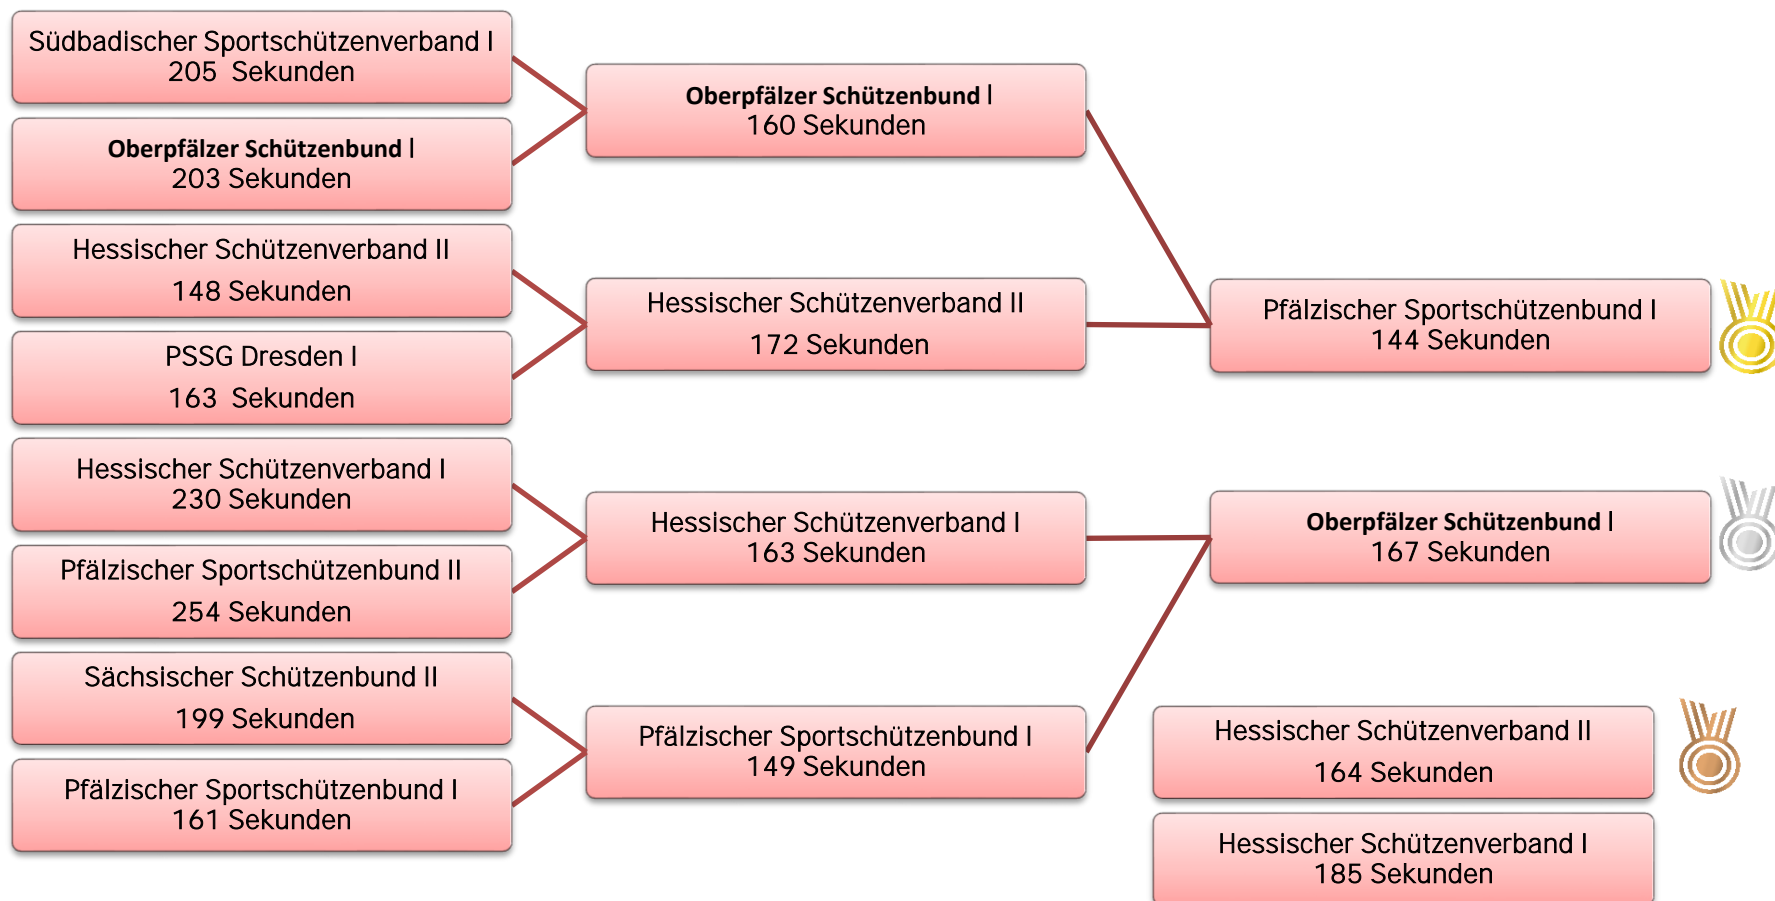 Südbadischer Sportschützenverband I
205 Sekunden
Oberpfälzer Schützenbund I
203 Sekunden
Hessischer Schützenverband II
148 Sekunden
PSSG Dresden I
163 Sekunden
Hessischer Schützenverband I
230 Sekunden
Pfälzischer Sportschützenbund II
254 Sekunden
Sächsischer Schützenbund II
199 Sekunden
Pfälzischer Sportschützenbund I
161 Sekunden
Oberpfälzer Schützenbund I
160 Sekunden
Hessischer Schützenverband II
172 Sekunden
Hessischer Schützenverband I
163 Sekunden
Pfälzischer Sportschützenbund I
149 Sekunden
Pfälzischer Sportschützenbund I
144 Sekunden
Oberpfälzer Schützenbund I
167 Sekunden
Hessischer Schützenverband II
164 Sekunden
Hessischer Schützenverband I
185 Sekunden